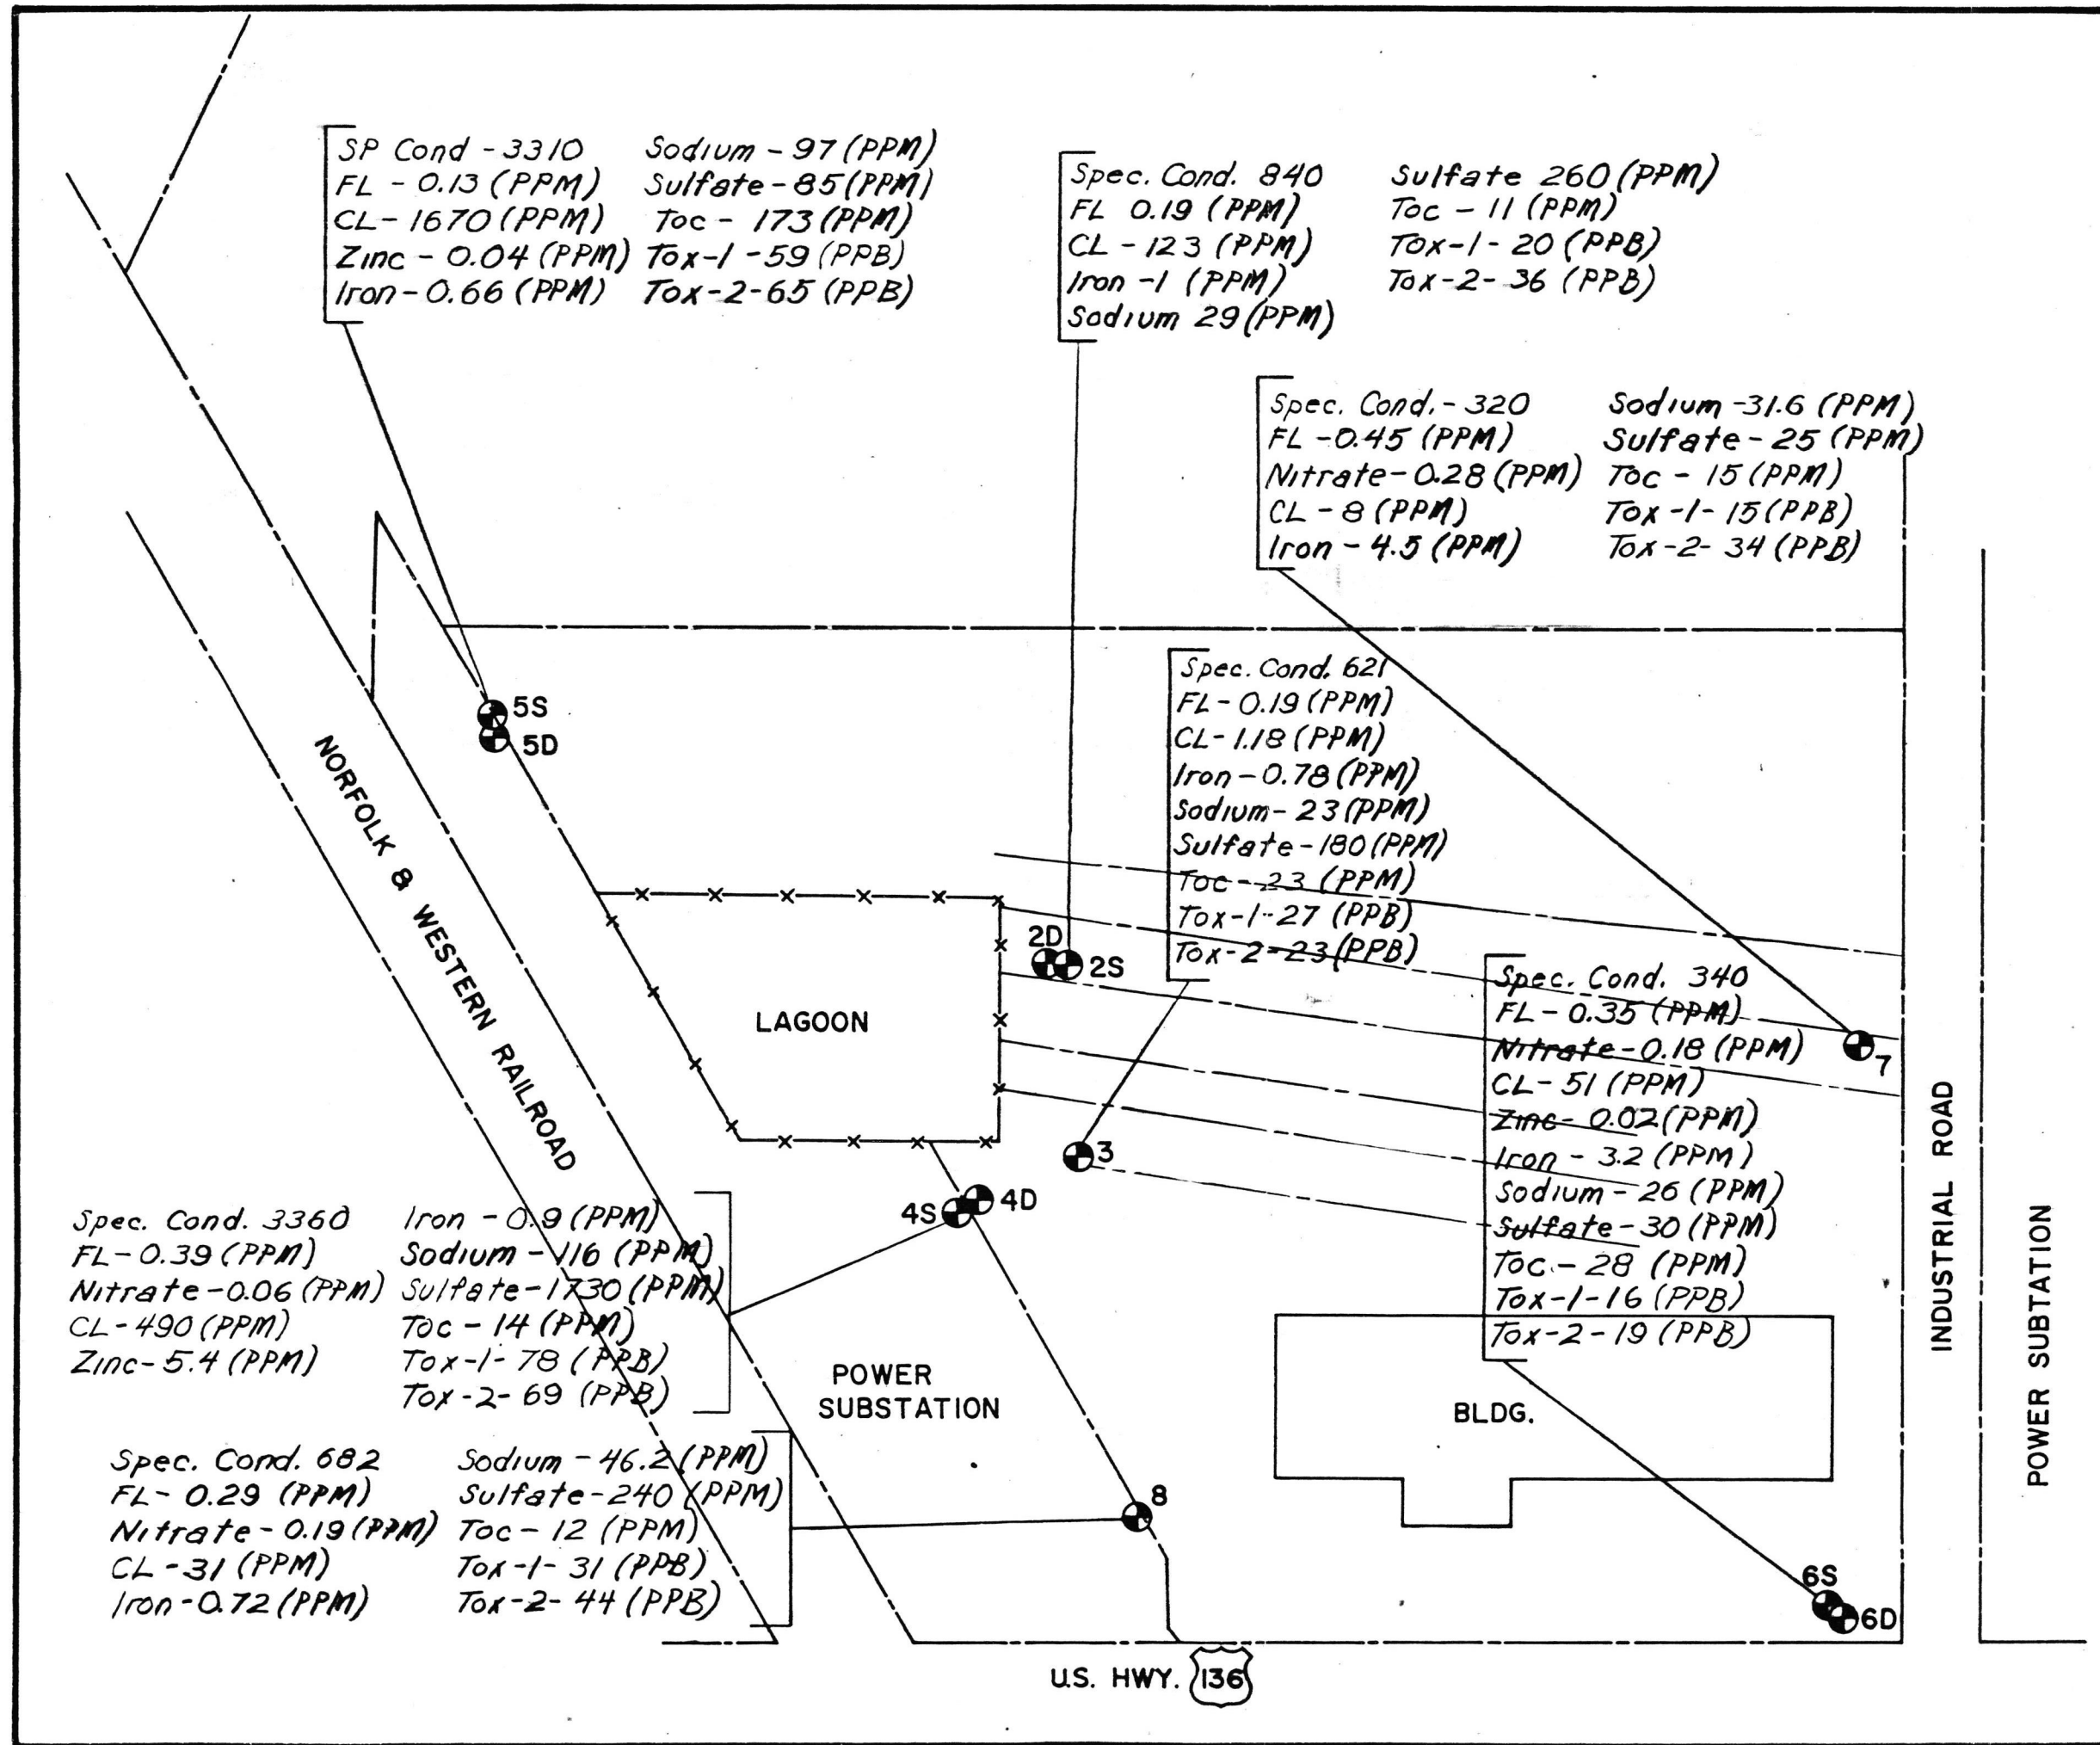 SP Cond - 3310
FL - 0.13 (PPM)
CL - 1670 (PPM)
Zinc - 0.04 (PPM)
Iron - 0.66 (PPM)
Sodium - 97 (PPM)
Sulfate - 85 (PPM)
Toc - 173 (PPM)
Tox-1 - 59 (PPB)
Tox-2-65 (PPB)
Spec. Cond. 840
FL 0.19 (PPM)
CL - 123 (PPM)
Iron -1 (PPM)
Sodium 29 (PPM)
Sulfate 260 (PPM)
Toc - 11 (PPM)
Tox-1- 20 (PPB)
Tox-2- 36 (PPB)
Spec. Cond. - 320
FL -0.45 (PPM)
Nitrate - 0.28 (PPM)
CL - 8 (PPM)
Iron - 4.5 (PPM)
Sodium -31.6 (PPM)
Sulfate - 25 (PPM)
Toc - 15 (PPM)
Tox-1- 15 (PPB)
Tox-2- 34 (PPB)
Spec. Cond. 621
FL - 0.19 (PPM)
CL - 1.18 (PPM)
Iron - 0.78 (PPM)
Sodium - 23 (PPM)
Sulfate - 180 (PPM)
Toc - 23 (PPM)
Tox-1-27 (PPB)
Tox-2-23 (PPB)
5S
5D
NORFOLK & WESTERN RAILROAD
2D
2S
LAGOON
Spec. Cond. 340
FL - 0.35 (PPM)
Nitrate - 0.18 (PPM)
CL - 51 (PPM)
Zinc - 0.02 (PPM)
Iron - 3.2 (PPM)
Sodium - 26 (PPM)
Sulfate - 30 (PPM)
Toc - 28 (PPM)
Tox-1-16 (PPB)
Tox-2-19 (PPB)
7
3
4S
4D
INDUSTRIAL ROAD
POWER SUBTATION
Spec. Cond. 3360
FL - 0.39 (PPM)
Nitrate - 0.06 (PPM)
CL - 490 (PPM)
Zinc - 5.4 (PPM)
Iron - 0.9 (PPM)
Sodium - 116 (PPM)
Sulfate - 1730 (PPM)
Toc - 14 (PPM)
Tox-1- 78 (PPB)
Tox-2- 69 (PPB)
POWER
SUBSTATION
BLDG.
Spec. Cond. 682
FL - 0.29 (PPM)
Nitrate - 0.19 (PPM)
CL - 31 (PPM)
Iron - 0.72 (PPM)
Sodium - 46.2 (PPM)
Sulfate - 240 (PPM)
Toc - 12 (PPM)
Tox-1- 31 (PPB)
Tox-2- 44 (PPB)
8
6S
6D
U.S. HWY. 136